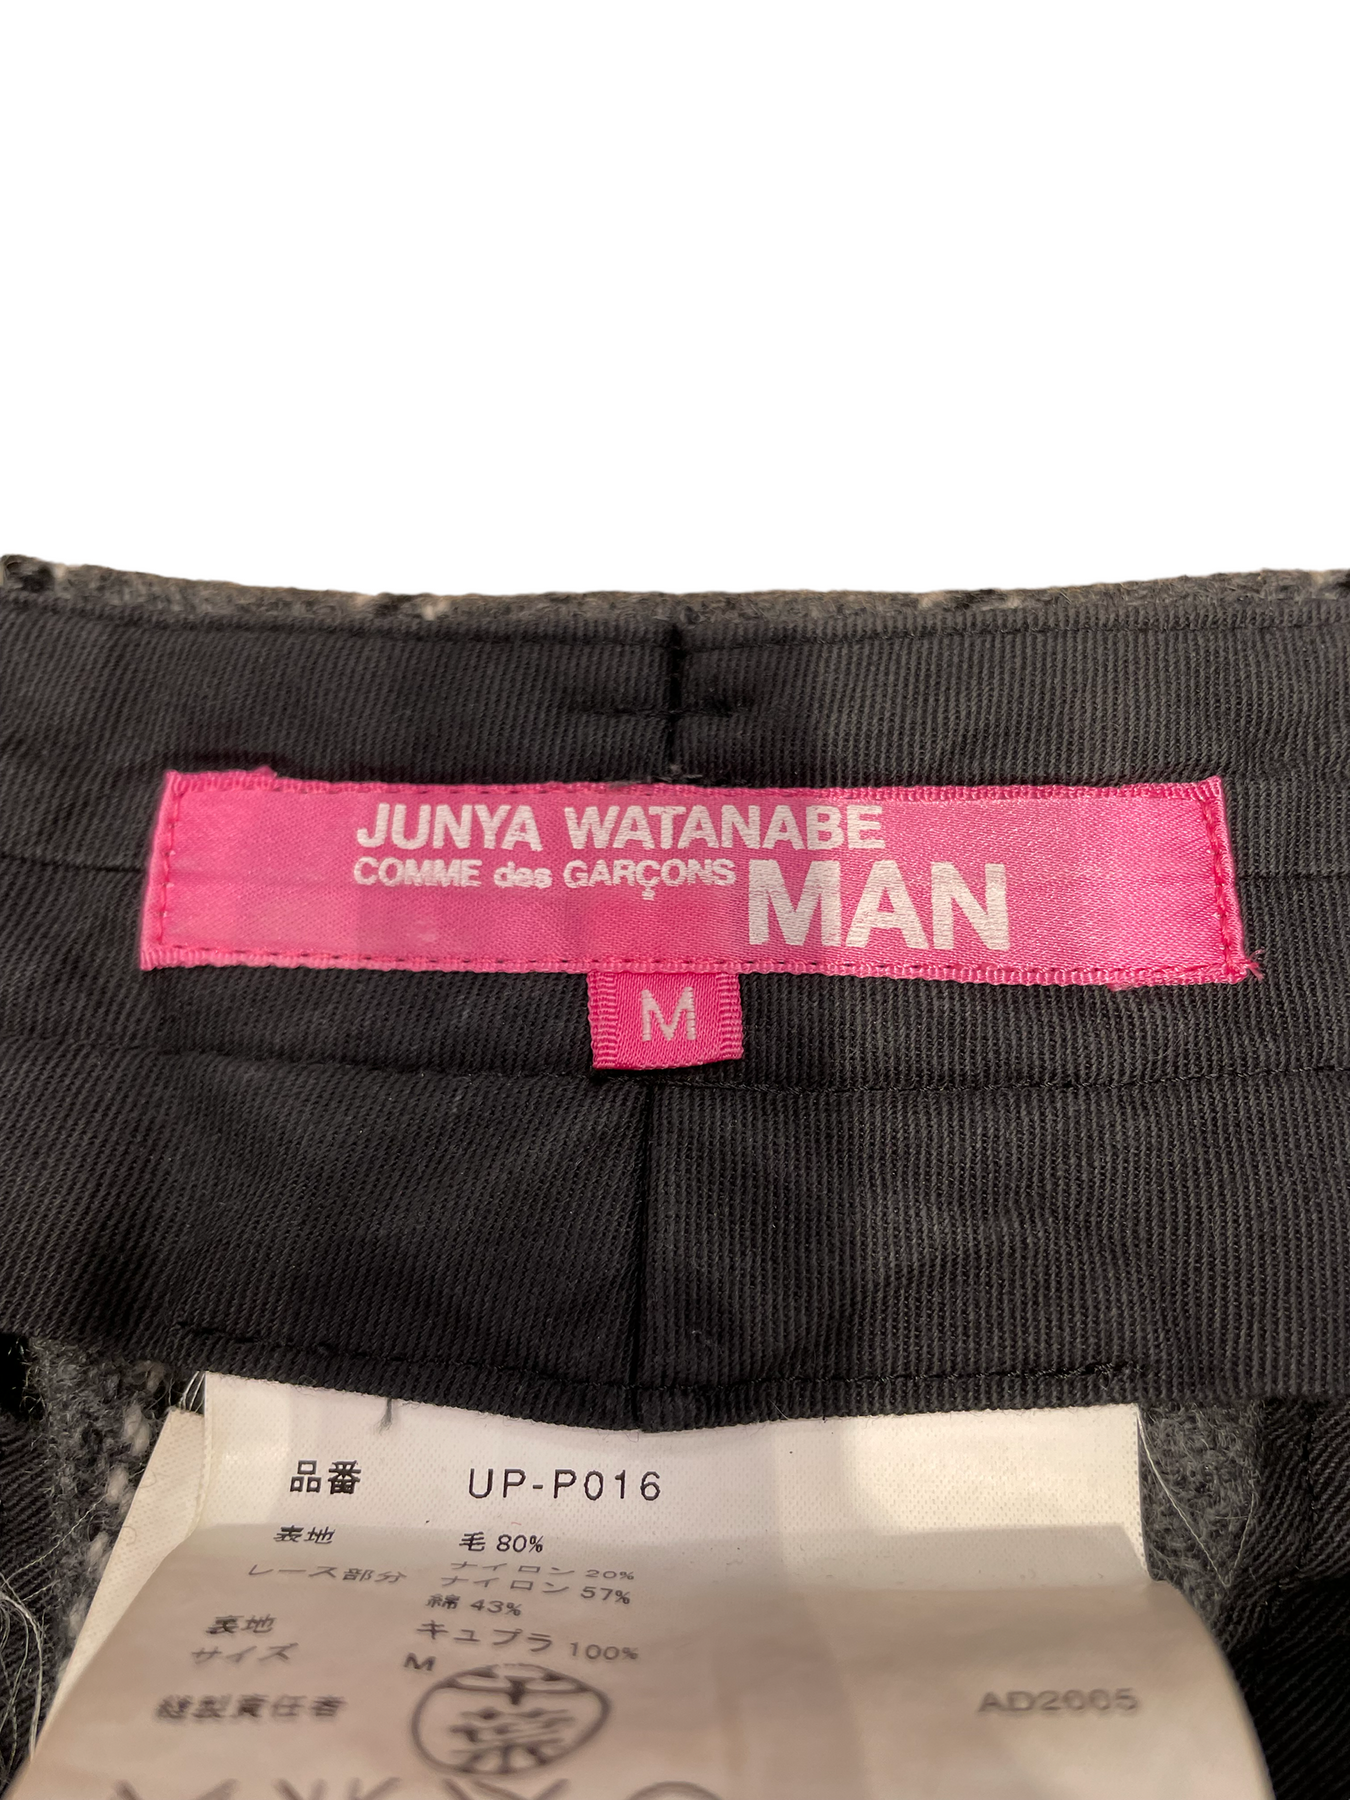 JUNYA WATANABE
COMME des GARÇONS MAN
M
品番 UP-P016
表地 毛 80%
ナイロン 20%
レース部分 ナイロン 57%
綿 43%
裏地 キュプラ 100%
サイズ M
縫製責任者 AD2005